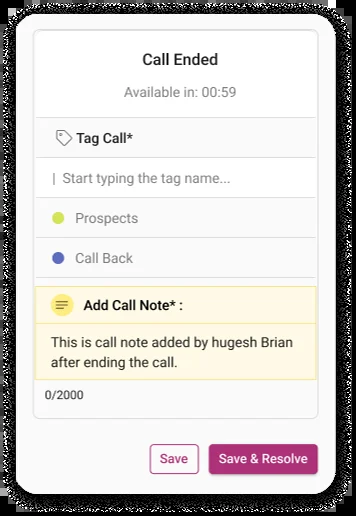 Call Ended
Available in: 00:59
Tag Call*
Start typing the tag name...
Prospects
Call Back
Add Call Note* :
This is call note added by hugesh Brian
after ending the call.
0/2000
Save
Save & Resolve